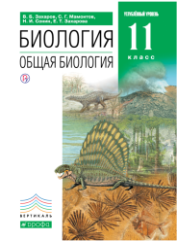 В. Б. Захаров, С. Г. Мамонтов,
Н. И. Сонин, Е. Т. Захарова
УГЛУБЛЁННЫЙ УРОВЕНЬ
БИОЛОГИЯ
ОБЩАЯ БИОЛОГИЯ
11
КЛАСС
ВЕРТИКАЛЬ
ДРОФА